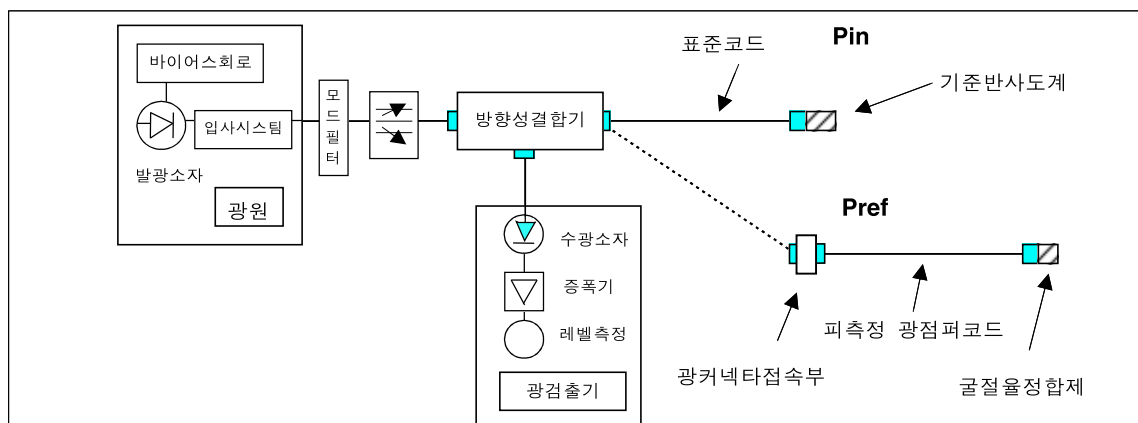 바이어스회로
입사시스팀
발광소자
광원
모드필터
방향성결합기
표준코드
Pin
기준반사도계
수광소자
증폭기
레벨측정
광검출기
Pref
피측정 광점퍼코드
광커넥타접속부
굴절율정합제